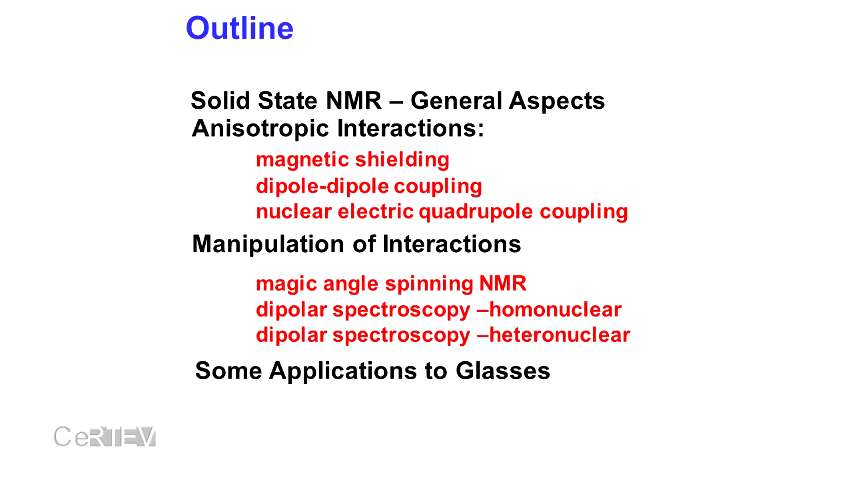 Outline
Solid State NMR – General Aspects
Anisotropic Interactions:
magnetic shielding
dipole-dipole coupling
nuclear electric quadrupole coupling
Manipulation of Interactions
magic angle spinning NMR
dipolar spectroscopy –homonuclear
dipolar spectroscopy –heteronuclear
Some Applications to Glasses
CeRTEV